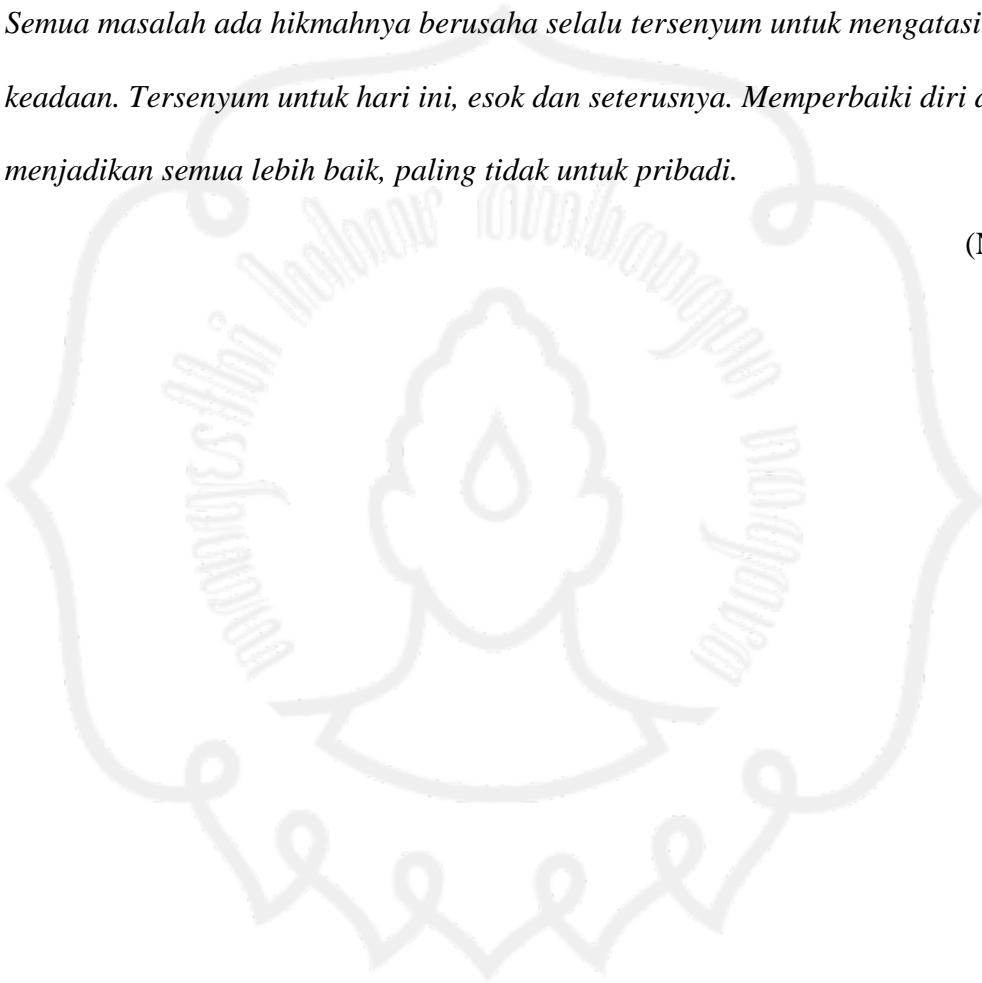 Semua masalah ada hikmahnya berusaha selalu tersenyum untuk mengatasi
keadaan. Tersenyum untuk hari ini, esok dan seterusnya. Memperbaiki diri
menjadikan semua lebih baik, paling tidak untuk pribadi.